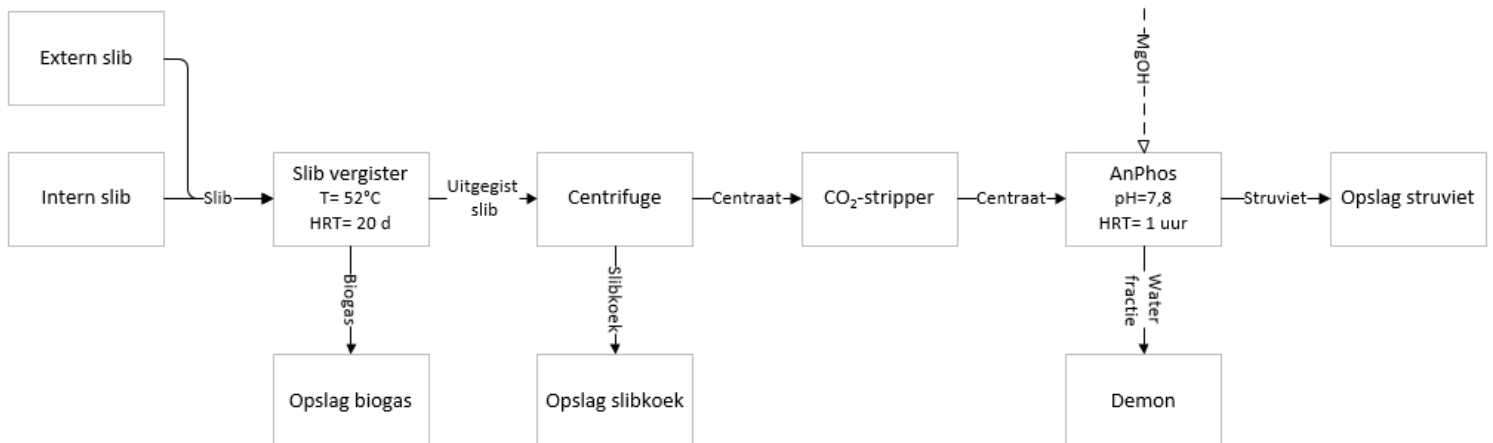 Extern slib
MgOH
Intern slib
Slib
Slib vergister
T= 52°C
HRT= 20 d
Uitgegist
slib
Centrifuge
Centraat
CO₂-stripper
Centraat
AnPhos
pH=7,8
HRT= 1 uur
Struviet
Opslag struviet
Biogas
Slibkoek
Water
fractie
Opslag biogas
Opslag slibkoek
Demon